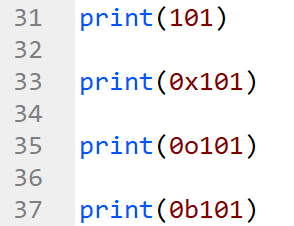 31 print(101)
32
33 print(0x101)
34
35 print(0o101)
36
37 print(0b101)